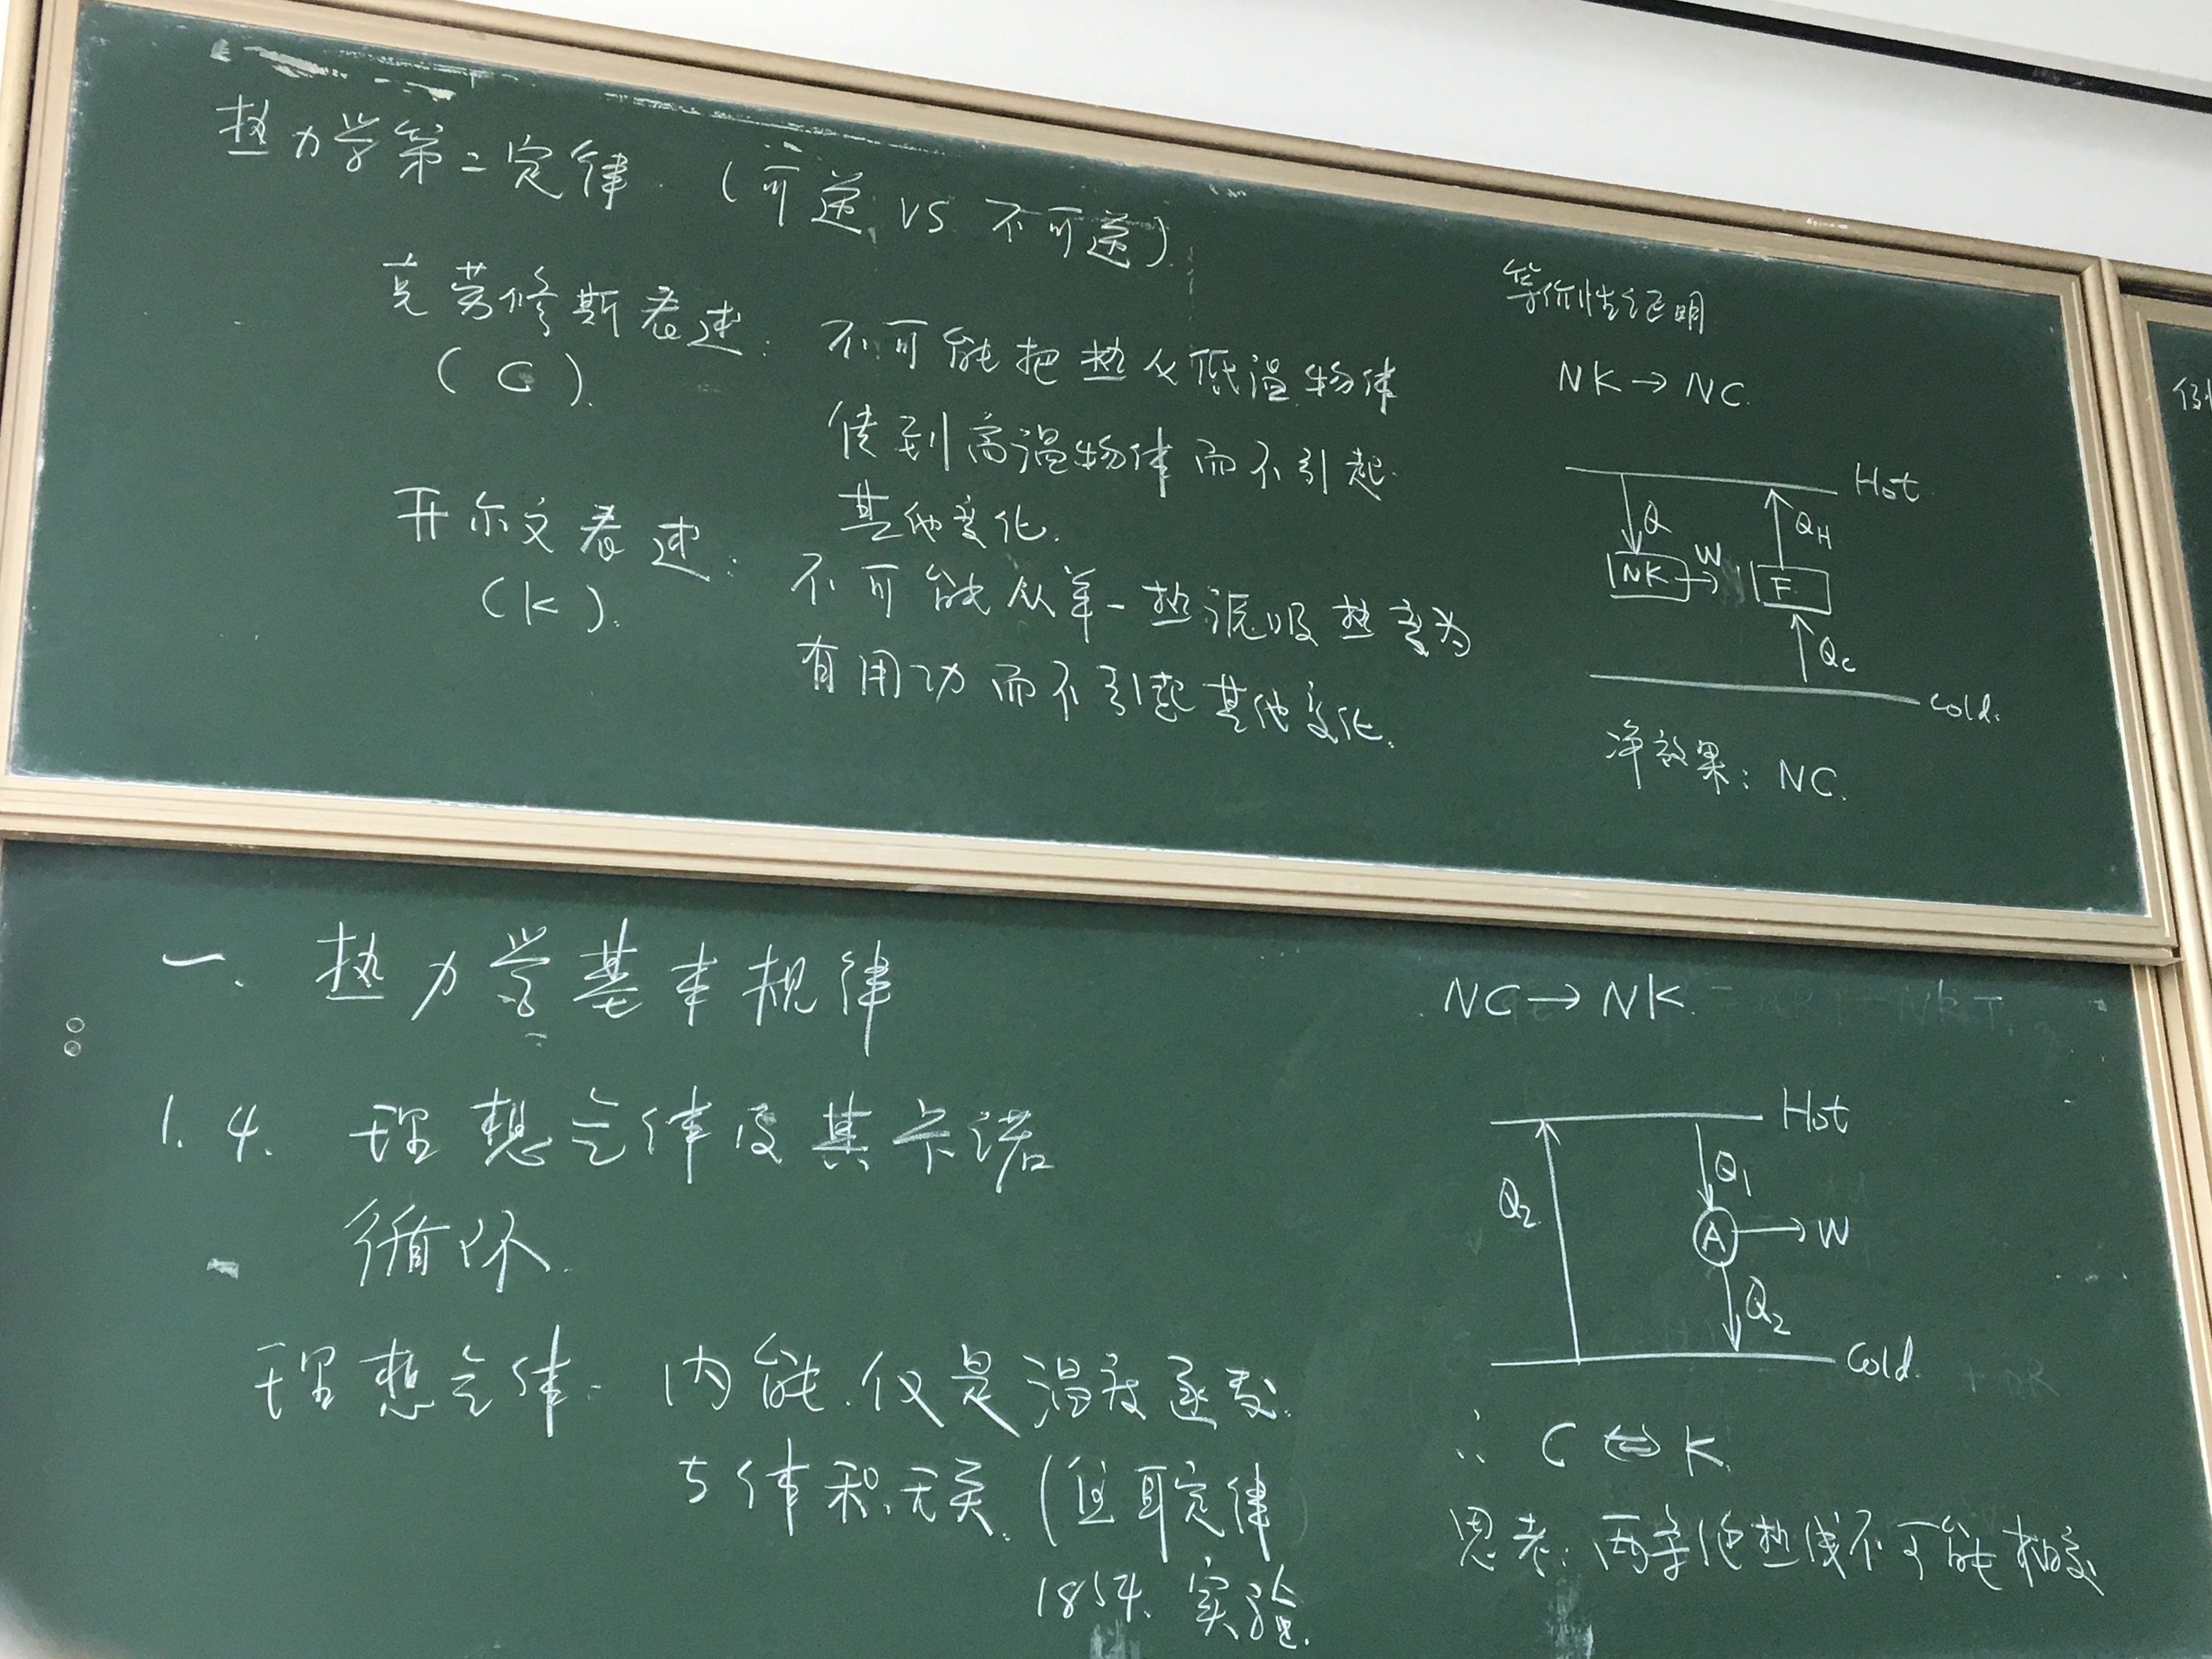 热力学第二定律 (可逆 VS 不可逆)
克劳修斯表述: 不可能把热从低温物体
(C). 传到高温物体而不引起
其他变化.
开尔文表述: 不可能从单一热源吸热变为
(K). 有用功而不引起其他变化.
等价性证明
NK → NC.
Hot
Q
QH
NK
W
F
Qc
Cold.
净效果: NC.
例
一. 热力学基本规律
1.4. 理想气体及其卡诺
循环.
理想气体. 内能仅是温度函数.
与体积无关. (焦耳定律
1854. 实验.
NC → NK.
Hot
Q2
Q1
A
W
Q2
Cold.
∴ C ⇔ K
思考: 两条绝热线不可能相交